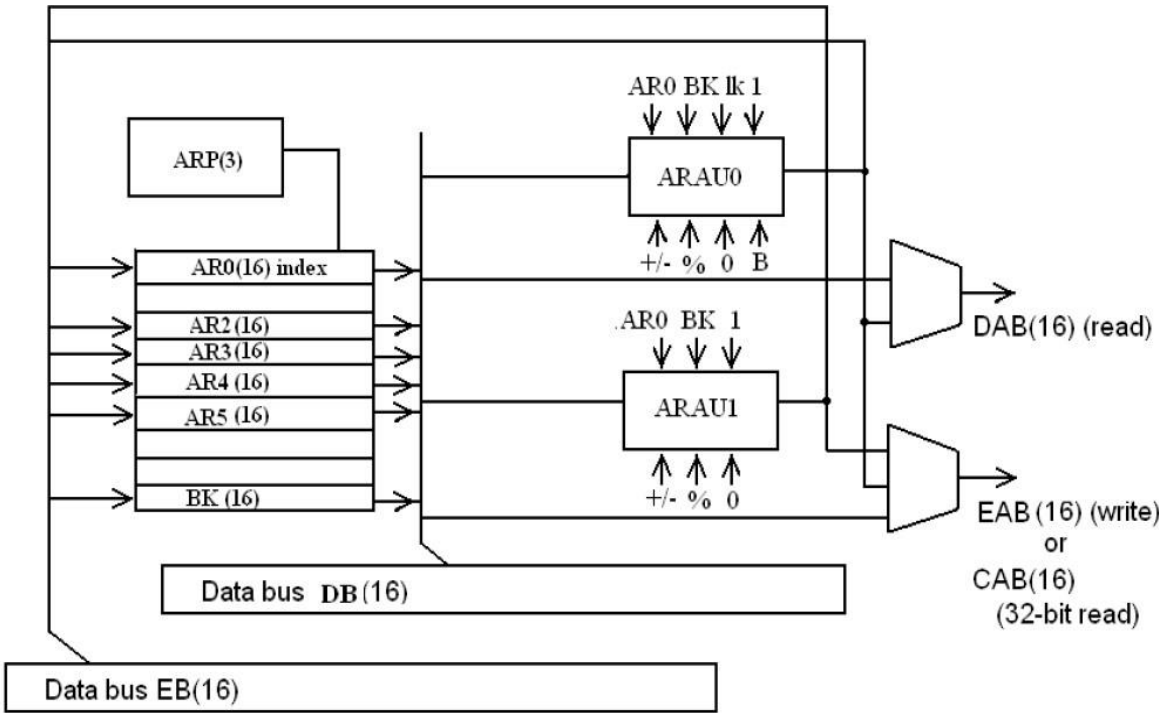 AR0 BK lk 1
ARP(3)
ARAU0
+/- % 0 B
AR0(16) index
DAB(16) (read)
AR2 (16)
.AR0 BK 1
AR3 (16)
AR4 (16)
AR5 (16)
ARAU1
BK (16)
+/- % 0
EAB (16) (write)
or
CAB(16)
(32-bit read)
Data bus DB (16)
Data bus EB(16)